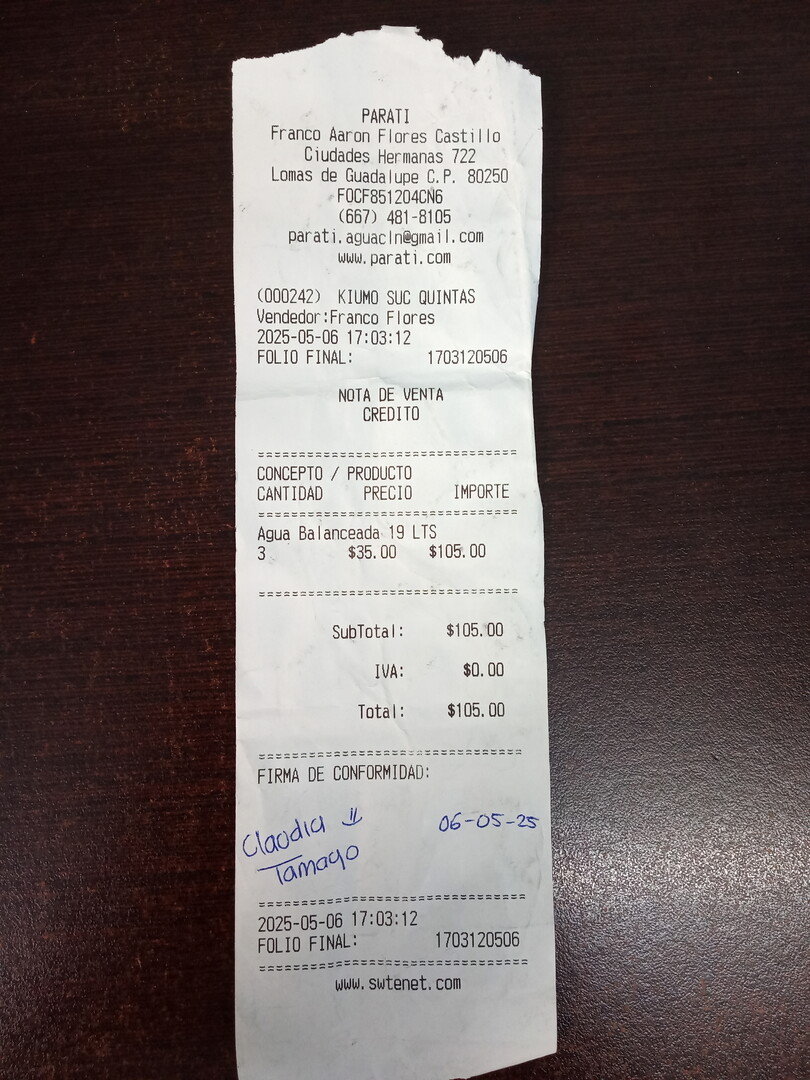 PARATI
Franco Aaron Flores Castillo
Ciudades Hermanas 722
Lomas de Guadalupe C.P. 80250
FOCF851204CN6
(667) 481-8105
parati.aguacln@gmail.com
www.parati.com
(000242) KIUMO SUC QUINTAS
Vendedor:Franco Flores
2025-05-06 17:03:12
FOLIO FINAL: 1703120506
NOTA DE VENTA
CREDITO
CONCEPTO / PRODUCTO
CANTIDAD PRECIO IMPORTE
Agua Balanceada 19 LTS
3 $35.00 $105.00
SubTotal: $105.00
IVA: $0.00
Total: $105.00
FIRMA DE CONFORMIDAD:
Claudia 06-05-25
Tamayo
2025-05-06 17:03:12
FOLIO FINAL: 1703120506
www.swtenet.com